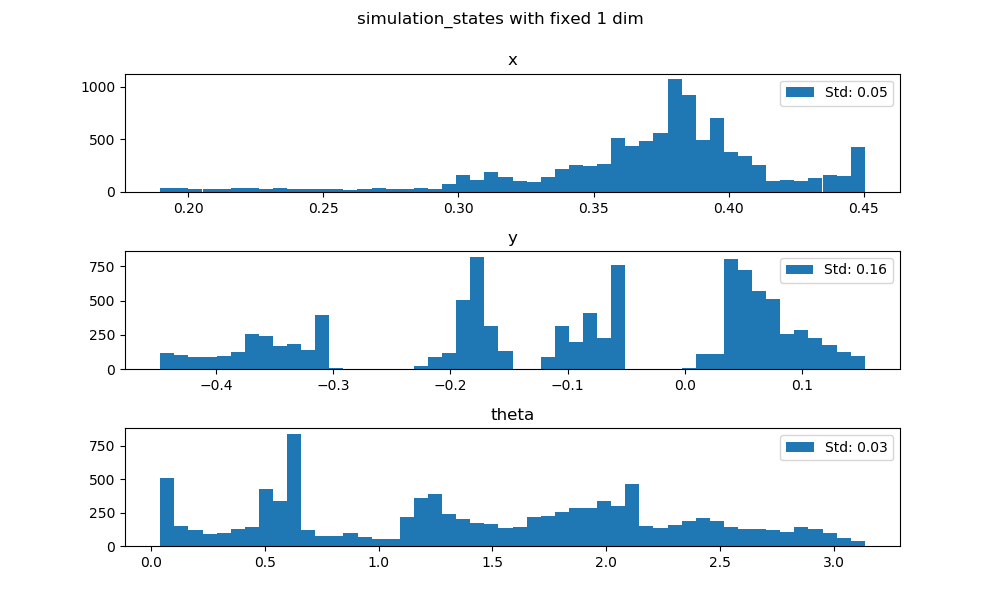 simulation_states with fixed 1 dim
x
1000
500
0
Std: 0.05
0.20 0.25 0.30 0.35 0.40 0.45
y
750
500
250
0
Std: 0.16
−0.4 −0.3 −0.2 −0.1 0.0 0.1
theta
750
500
250
0
Std: 0.03
0.0 0.5 1.0 1.5 2.0 2.5 3.0